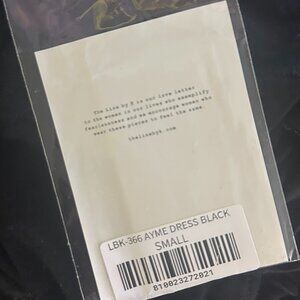 The Line by K is our love letter
to the women in our lives who exemplify
fearlessness and we encourage women who
wear these pieces to feel the same
thelinebyk.com
LBK-366 AYME DRESS BLACK
SMALL
810023272021